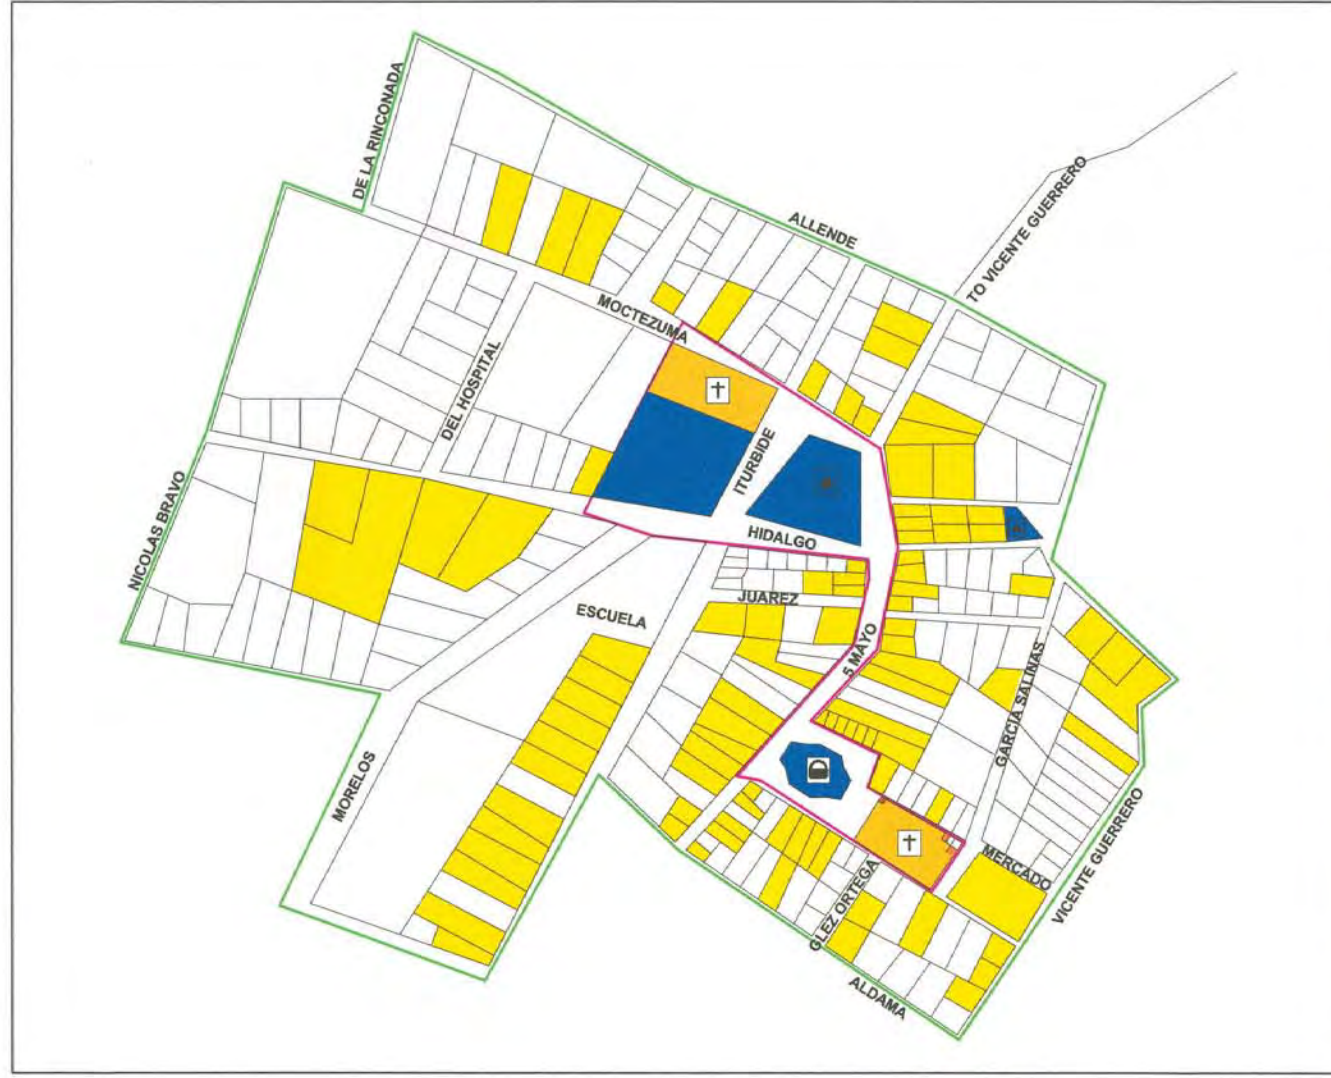 DE LA RINCONADA
ALLENDE
TO VICENTE GUERRERO
MOCTEZUMA
DEL HOSPITAL
ITURBIDE
NICOLAS BRAVO
HIDALGO
JUAREZ
ESCUELA
5 MAYO
GARCIA SALINAS
MORELOS
MERCADO
VICENTE GUERRERO
GLEZ ORTEGA
ALDAMA